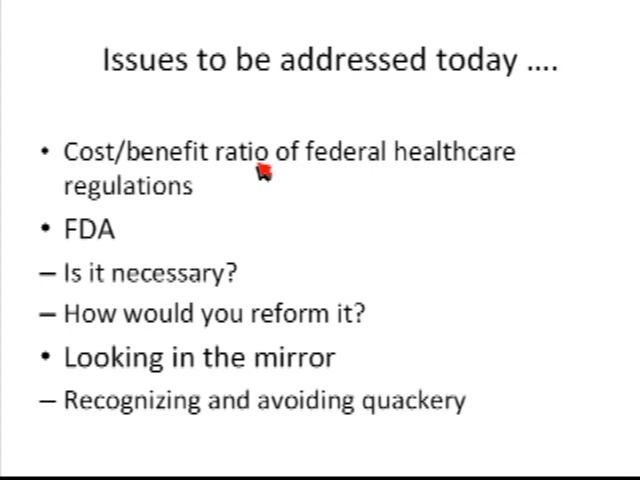 Issues to be addressed today ....
• Cost/benefit ratio of federal healthcare
regulations
• FDA
– Is it necessary?
– How would you reform it?
• Looking in the mirror
– Recognizing and avoiding quackery